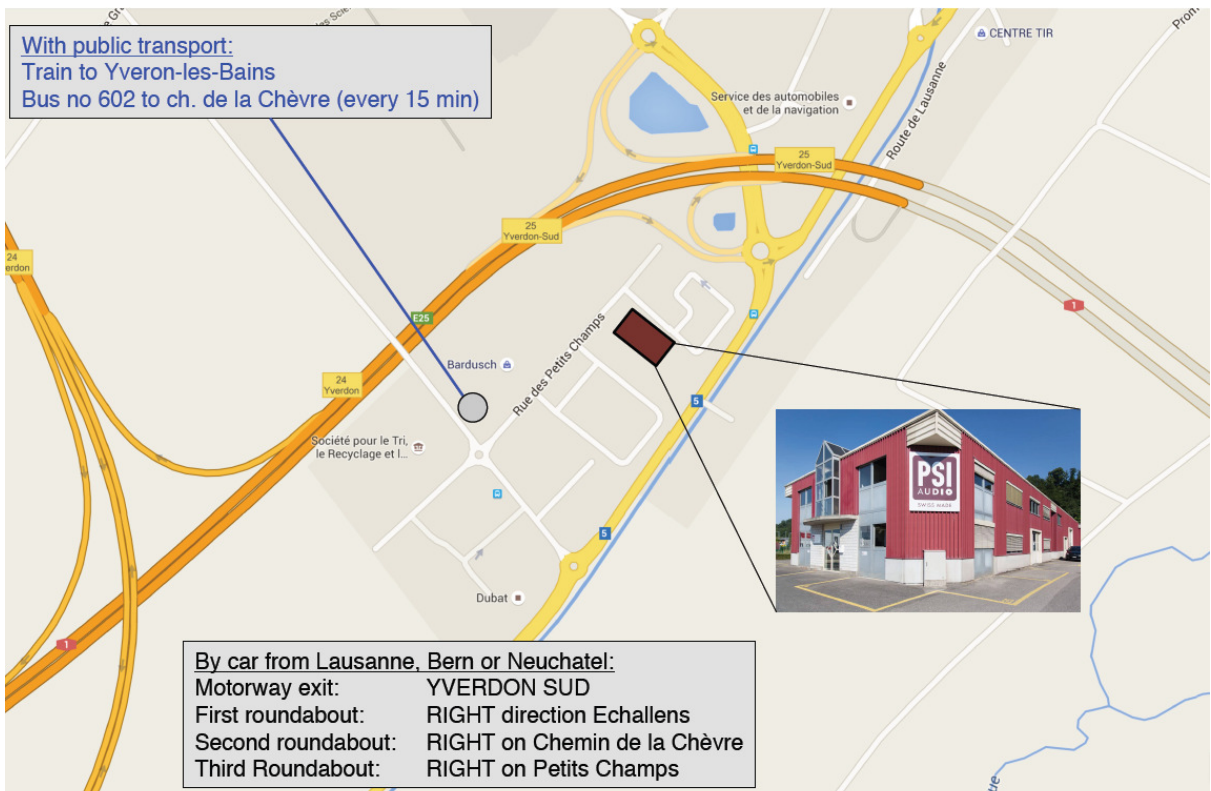 With public transport:
Train to Yveron-les-Bains
Bus no 602 to ch. de la Chèvre (every 15 min)
CENTRE TIR
Service des automobiles
et de la navigation
Route de Lausanne
25
Yverdon-Sud
25
Yverdon-Sud
24
erdon
1
E25
Rue des Petits Champs
Bardusch
24
Yverdon
5
Société pour le Tri,
le Recyclage et l...
PSI
AUDIO
SWISS MADE
5
Dubat
1
By car from Lausanne, Bern or Neuchatel:
Motorway exit: YVERDON SUD
First roundabout: RIGHT direction Echallens
Second roundabout: RIGHT on Chemin de la Chèvre
Third Roundabout: RIGHT on Petits Champs